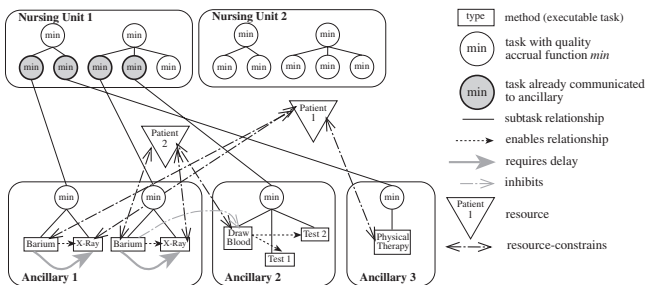 Nursing Unit 1
min
min
min
min
min
min
min
Nursing Unit 2
min
min
min
min
min
min
min
Patient
1
Patient
2
min
min
Barium
X-Ray
Barium
X-Ray
Ancillary 1
min
Draw
Blood
Test 2
Test 1
Ancillary 2
min
Physical
Therapy
Ancillary 3
type
method (executable task)
min
task with quality
accrual function min
min
task already communicated
to ancillary
subtask relationship
enables relationship
requires delay
inhibits
Patient
1
resource
resource-constrains